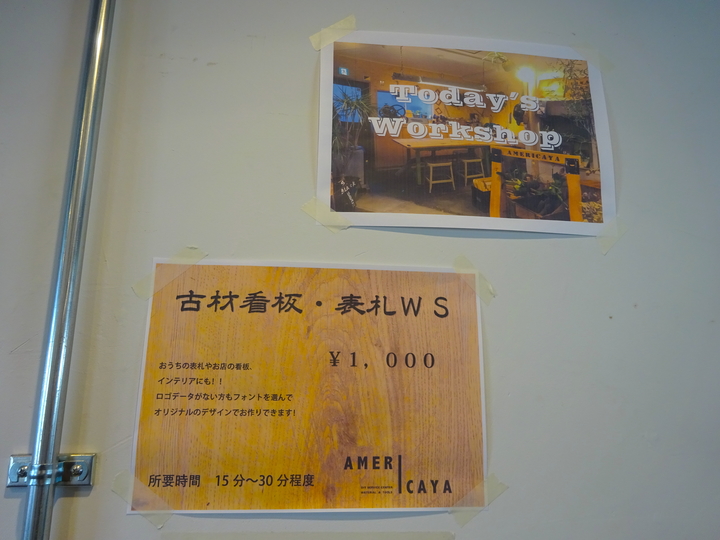 Today's
Workshop
AMERICAYA
古材看板・表札ＷＳ
¥1,000
おうちの表札やお店の看板、
インテリアにも！！
ロゴデータがない方もフォントを選んで
オリジナルのデザインでお作りできます！
所要時間　15分〜30分程度
AMERI
CAYA